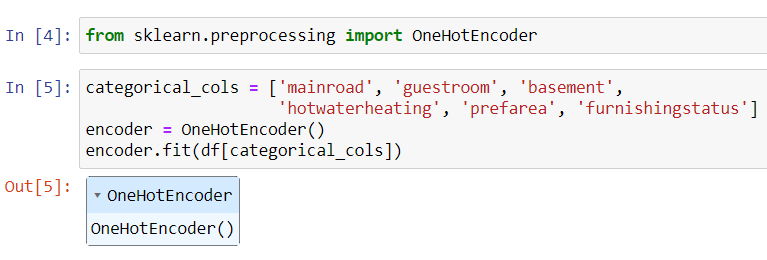 In [4]: from sklearn.preprocessing import OneHotEncoder
In [5]: categorical_cols = ['mainroad', 'guestroom', 'basement',
'hotwaterheating', 'prefarea', 'furnishingstatus']
encoder = OneHotEncoder()
encoder.fit(df[categorical_cols])
Out[5]: ▾ OneHotEncoder
OneHotEncoder()